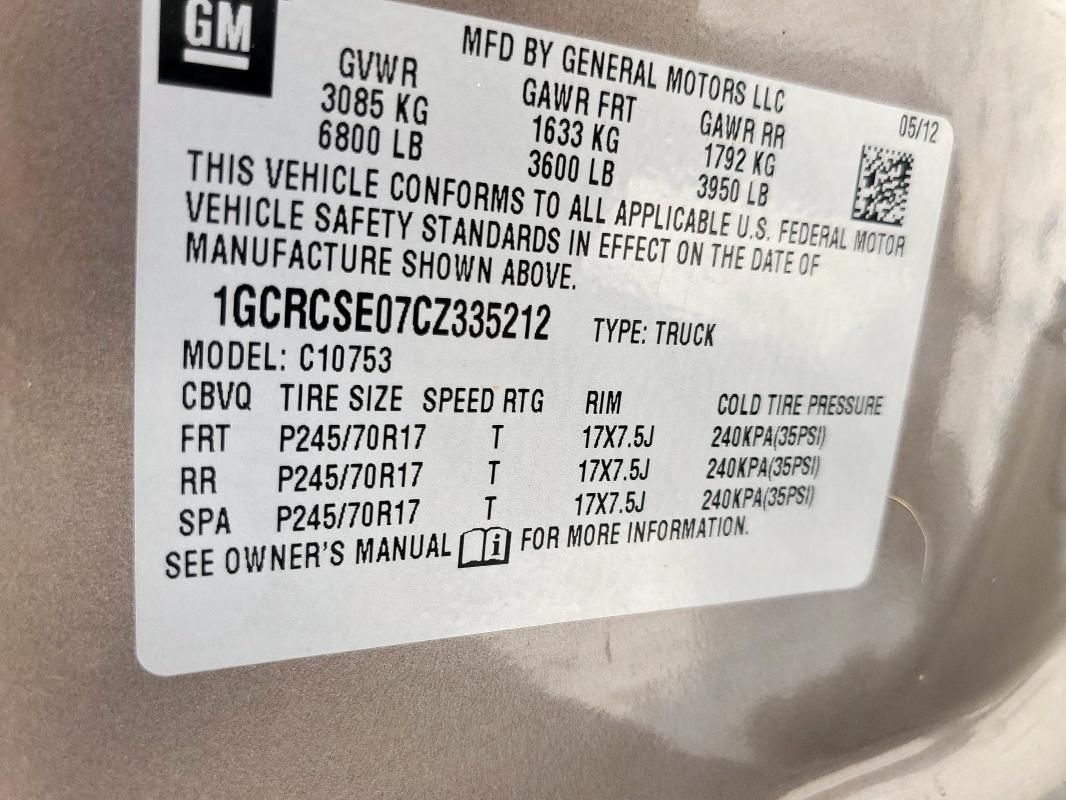 GM
MFD BY GENERAL MOTORS LLC
05/12
GVWR GAWR FRT GAWR RR
3085 KG 1633 KG 1792 KG
6800 LB 3600 LB 3950 LB
THIS VEHICLE CONFORMS TO ALL APPLICABLE U.S. FEDERAL MOTOR
VEHICLE SAFETY STANDARDS IN EFFECT ON THE DATE OF
MANUFACTURE SHOWN ABOVE.
1GCRCSE07CZ335212 TYPE: TRUCK
MODEL: C10753
CBVQ TIRE SIZE SPEED RTG RIM COLD TIRE PRESSURE
FRT P245/70R17 T 17X7.5J 240KPA(35PSI)
RR P245/70R17 T 17X7.5J 240KPA(35PSI)
SPA P245/70R17 T 17X7.5J 240KPA(35PSI)
SEE OWNER'S MANUAL i FOR MORE INFORMATION.